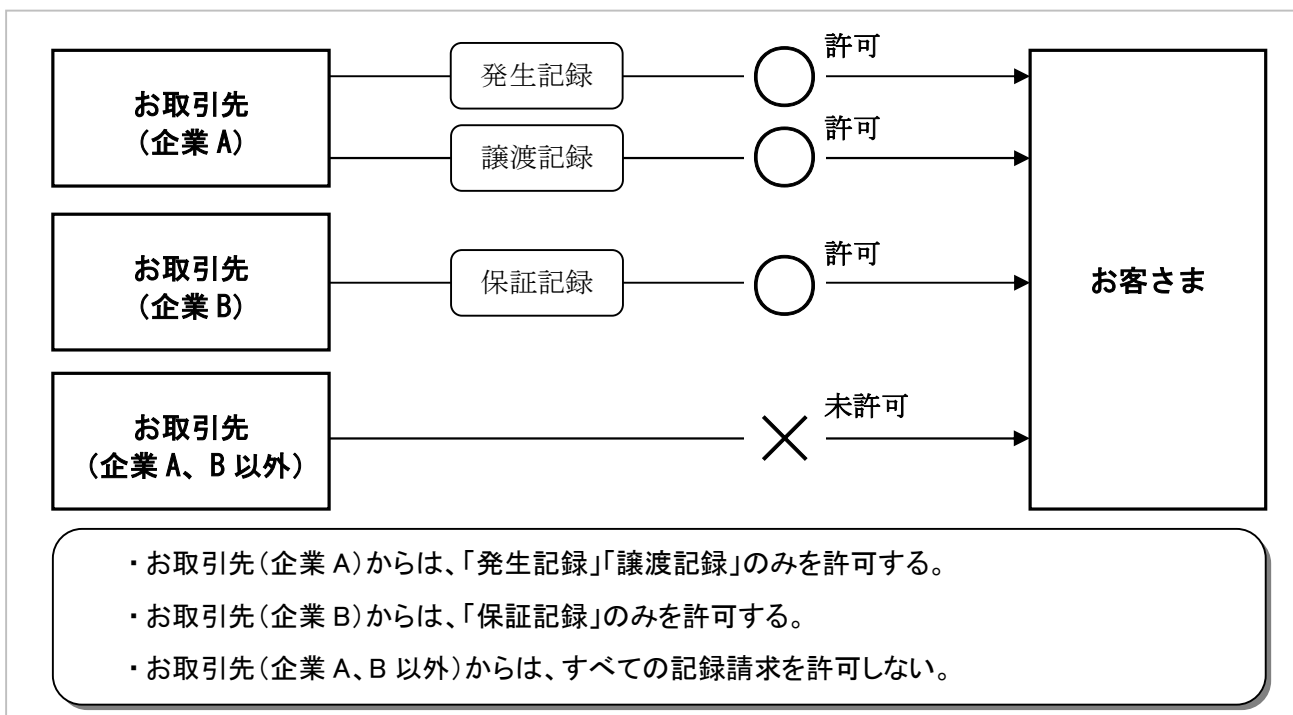 お取引先
(企業 A)
発生記録
許可
譲渡記録
許可
お取引先
(企業 B)
保証記録
許可
お取引先
(企業 A、B 以外)
未許可
お客さま
・お取引先(企業 A)からは、「発生記録」「譲渡記録」のみを許可する。
・お取引先(企業 B)からは、「保証記録」のみを許可する。
・お取引先(企業 A、B 以外)からは、すべての記録請求を許可しない。